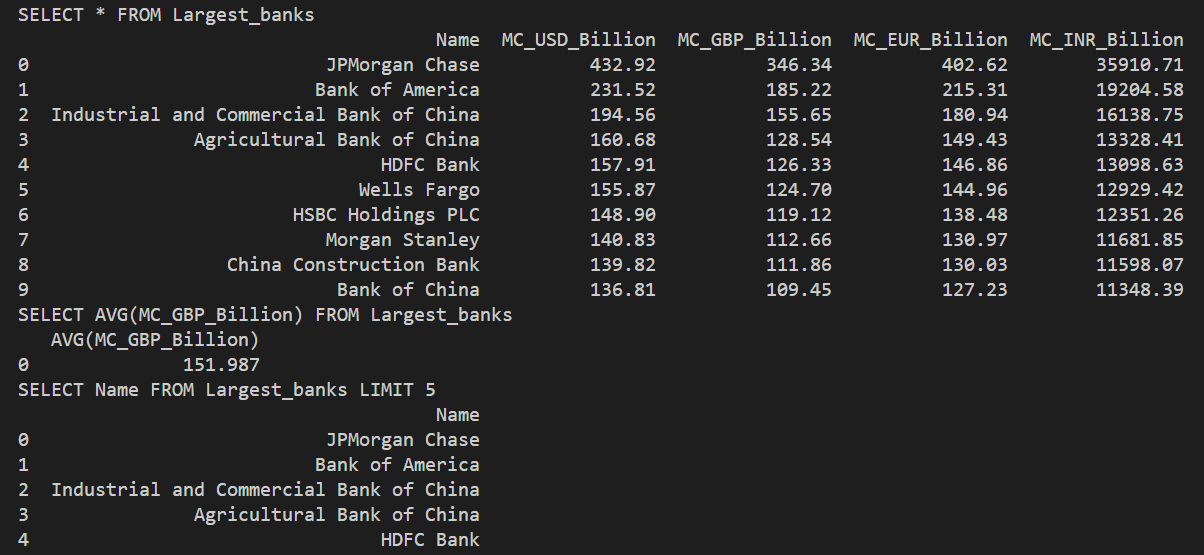 SELECT * FROM Largest_banks
Name MC_USD_Billion MC_GBP_Billion MC_EUR_Billion MC_INR_Billion
0 JPMorgan Chase 432.92 346.34 402.62 35910.71
1 Bank of America 231.52 185.22 215.31 19204.58
2 Industrial and Commercial Bank of China 194.56 155.65 180.94 16138.75
3 Agricultural Bank of China 160.68 128.54 149.43 13328.41
4 HDFC Bank 157.91 126.33 146.86 13098.63
5 Wells Fargo 155.87 124.70 144.96 12929.42
6 HSBC Holdings PLC 148.90 119.12 138.48 12351.26
7 Morgan Stanley 140.83 112.66 130.97 11681.85
8 China Construction Bank 139.82 111.86 130.03 11598.07
9 Bank of China 136.81 109.45 127.23 11348.39
SELECT AVG(MC_GBP_Billion) FROM Largest_banks
AVG(MC_GBP_Billion)
0 151.987
SELECT Name FROM Largest_banks LIMIT 5
Name
0 JPMorgan Chase
1 Bank of America
2 Industrial and Commercial Bank of China
3 Agricultural Bank of China
4 HDFC Bank